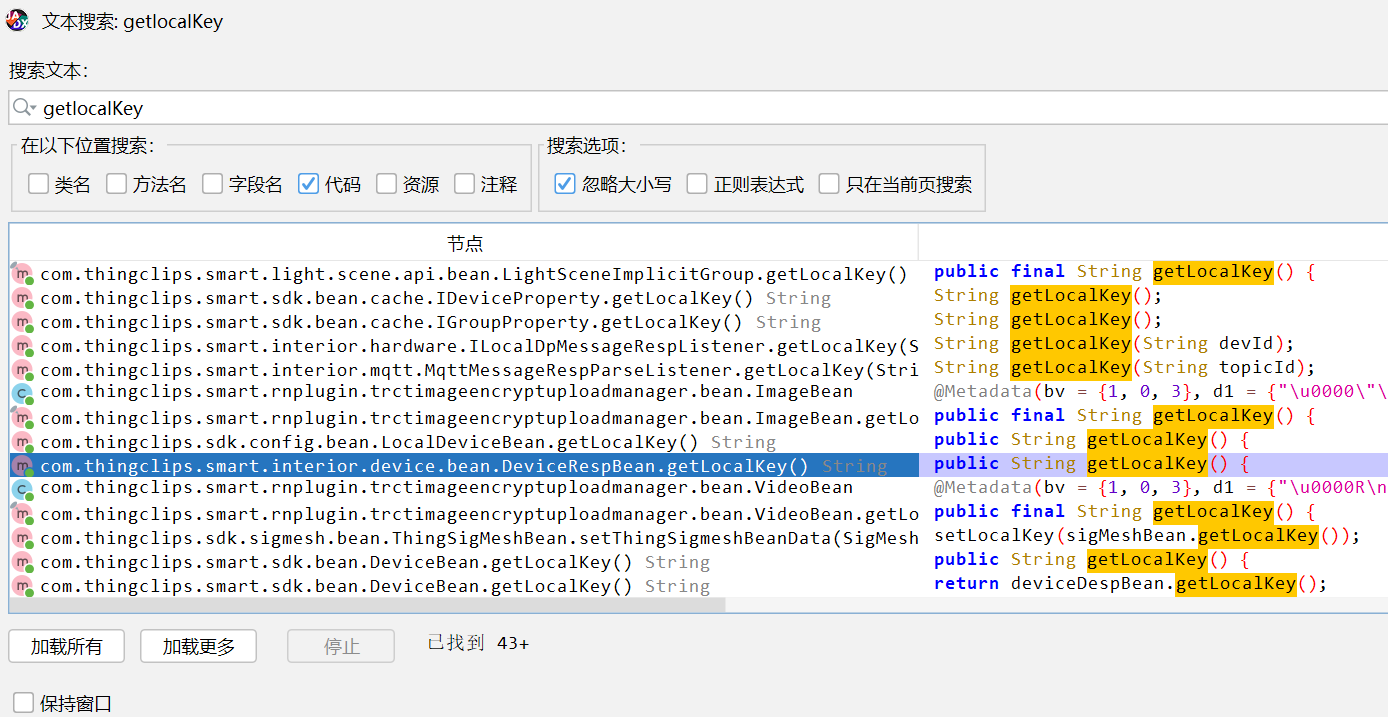 文本搜索: getlocalKey
搜索文本：
getlocalKey
在以下位置搜索： 搜索选项：
类名 方法名 字段名 代码 资源 注释 忽略大小写 正则表达式 只在当前页搜索
节点
com.thingclips.smart.light.scene.api.bean.LightSceneImplicitGroup.getLocalKey() public final String getLocalKey() {
com.thingclips.smart.sdk.bean.cache.IDeviceProperty.getLocalKey() String String getLocalKey();
com.thingclips.smart.sdk.bean.cache.IGroupProperty.getLocalKey() String String getLocalKey();
com.thingclips.smart.interior.hardware.ILocalDpMessageRespListener.getLocalKey(S String getLocalKey(String devId);
com.thingclips.smart.interior.mqtt.MqttMessageRespParseListener.getLocalKey(Stri String getLocalKey(String topicId);
com.thingclips.smart.rnplugin.trctimageencryptuploadmanager.bean.ImageBean @Metadata(bv = {1, 0, 3}, d1 = {"\u0000\"\
com.thingclips.smart.rnplugin.trctimageencryptuploadmanager.bean.ImageBean.getLo public final String getLocalKey() {
com.thingclips.sdk.config.bean.LocalDeviceBean.getLocalKey() String public String getLocalKey() {
com.thingclips.smart.interior.device.bean.DeviceRespBean.getLocalKey() String public String getLocalKey() {
com.thingclips.smart.rnplugin.trctimageencryptuploadmanager.bean.VideoBean @Metadata(bv = {1, 0, 3}, d1 = {"\u0000R\n
com.thingclips.smart.rnplugin.trctimageencryptuploadmanager.bean.VideoBean.getLo public final String getLocalKey() {
com.thingclips.sdk.sigmesh.bean.ThingSigMeshBean.setThingSigmeshBeanData(SigMesh setLocalKey(sigMeshBean.getLocalKey());
com.thingclips.smart.sdk.bean.DeviceBean.getLocalKey() String public String getLocalKey() {
com.thingclips.smart.sdk.bean.DeviceBean.getLocalKey() String return deviceDespBean.getLocalKey();
加载所有 加载更多 停止 已找到 43+
保持窗口